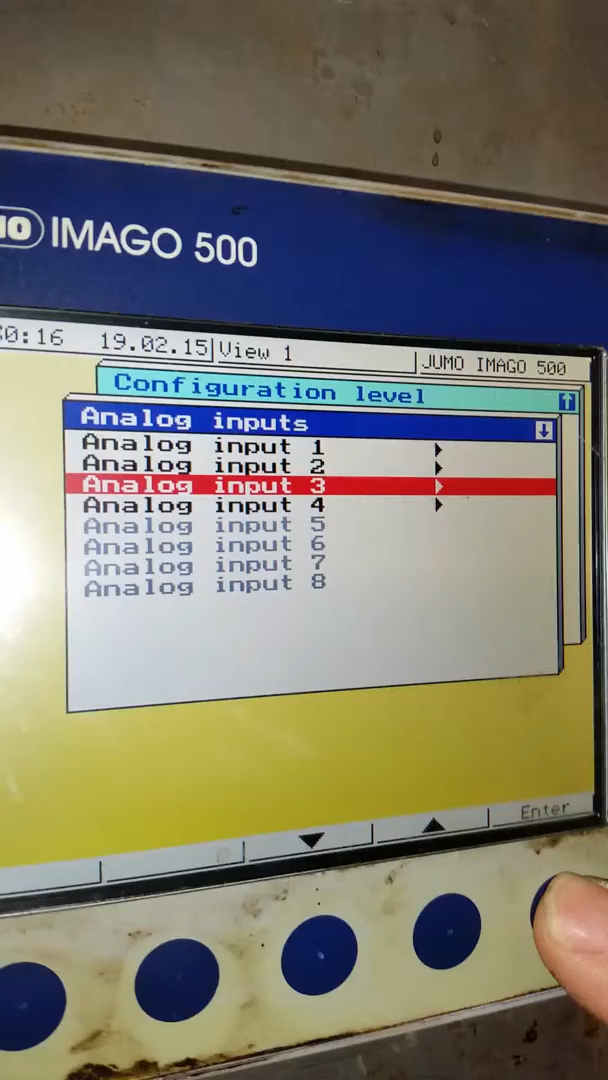 IMAGO 500
0:16 19.02.15 View 1 JUMO IMAGO 500
Configuration level
Analog inputs
Analog input 1
Analog input 2
Analog input 3
Analog input 4
Analog input 5
Analog input 6
Analog input 7
Analog input 8
Enter